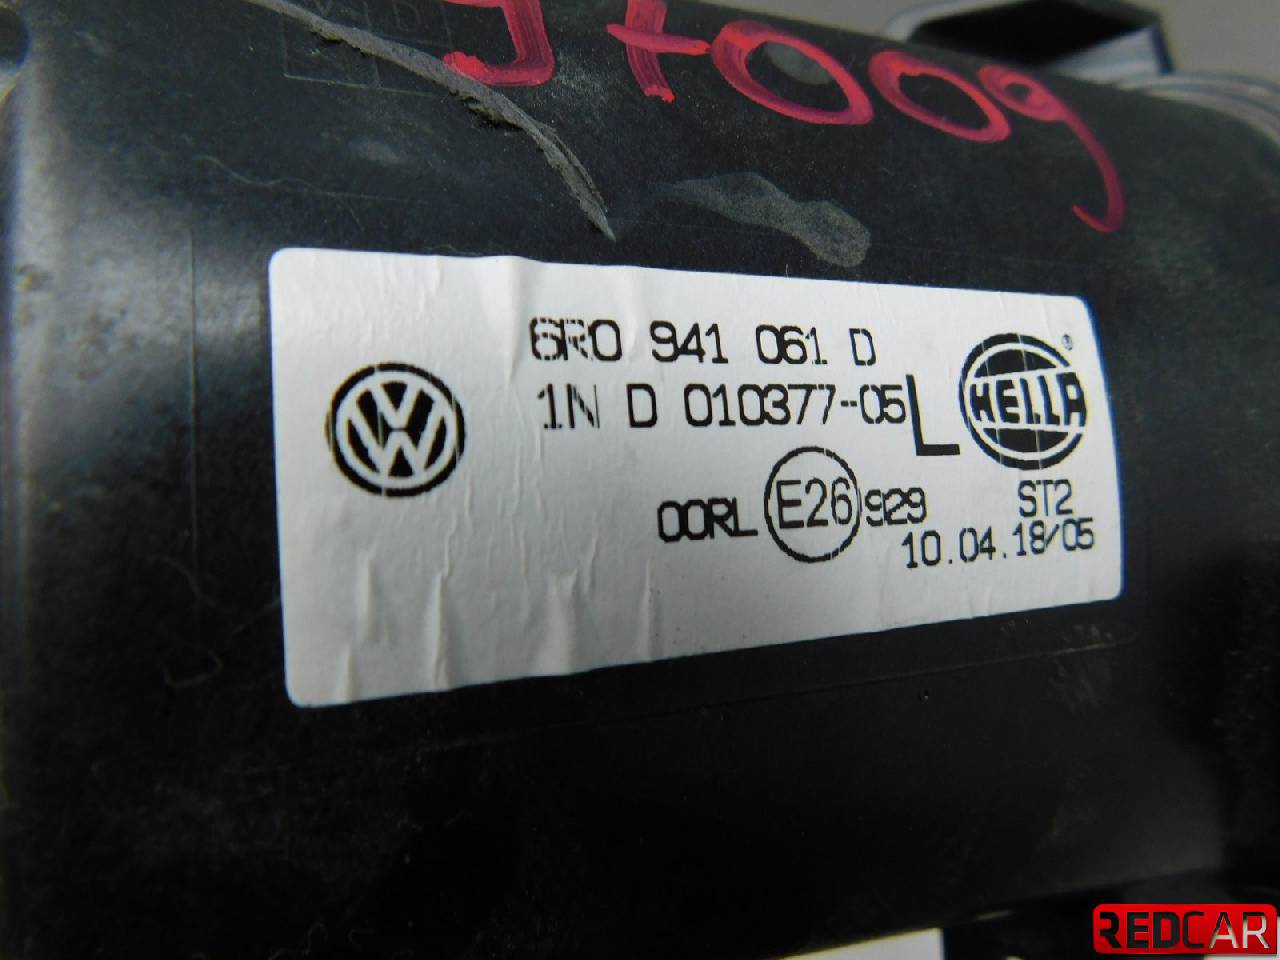 6R0 941 061 D
1N D 010377-05 L
HELLA ®
00RL E26 929
ST2
10.04.18/05
REDCAR